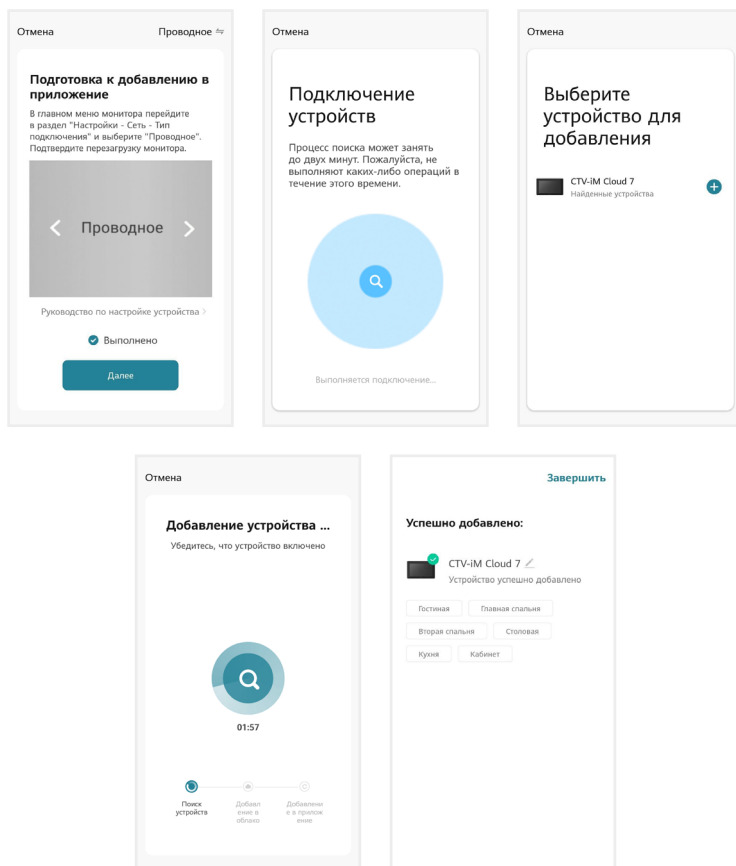 Отмена
Проводное
Подготовка к добавлению в
приложение
В главном меню монитора перейдите
в раздел "Настройки - Сеть - Тип
подключения" и выберите "Проводное".
Подтвердите перезагрузку монитора.
Проводное
Руководство по настройке устройства
Выполнено
Далее
Отмена
Подключение
устройств
Процесс поиска может занять
до двух минут. Пожалуйста, не
выполняют каких-либо операций в
течение этого времени.
Выполняется подключение...
Отмена
Выберите
устройство для
добавления
CTV-iM Cloud 7
Найденные устройства
Отмена
Добавление устройства ...
Убедитесь, что устройство включено
01:57
Поиск
устройств
Добавл
ение в
облако
Добавлени
е в прилож
ение
Завершить
Успешно добавлено:
CTV-iM Cloud 7
Устройство успешно добавлено
Гостиная
Главная спальня
Вторая спальня
Столовая
Кухня
Кабинет